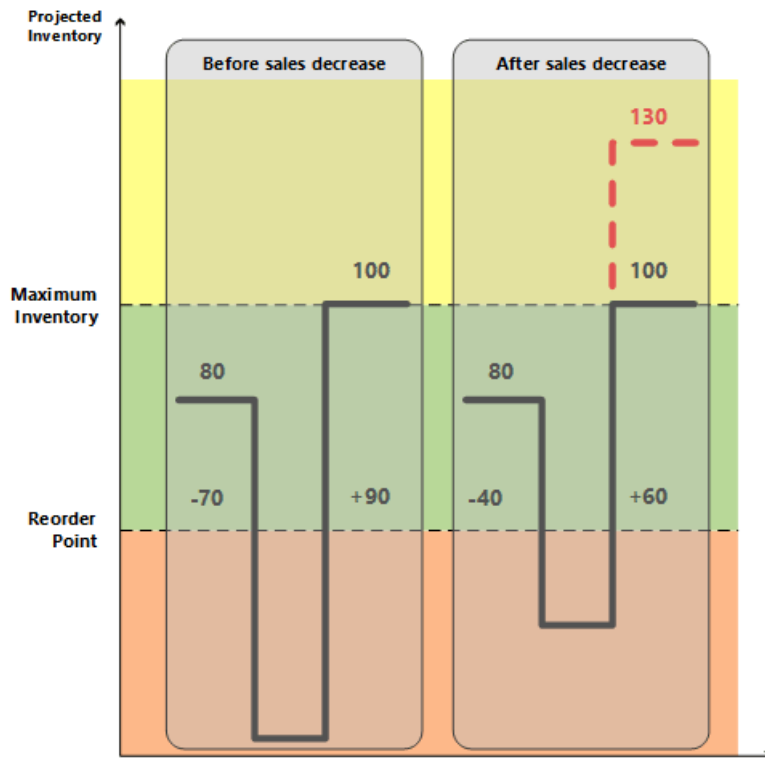 Projected
Inventory
Before sales decrease
After sales decrease
130
100
100
Maximum
Inventory
80
80
-70
+90
-40
+60
Reorder
Point